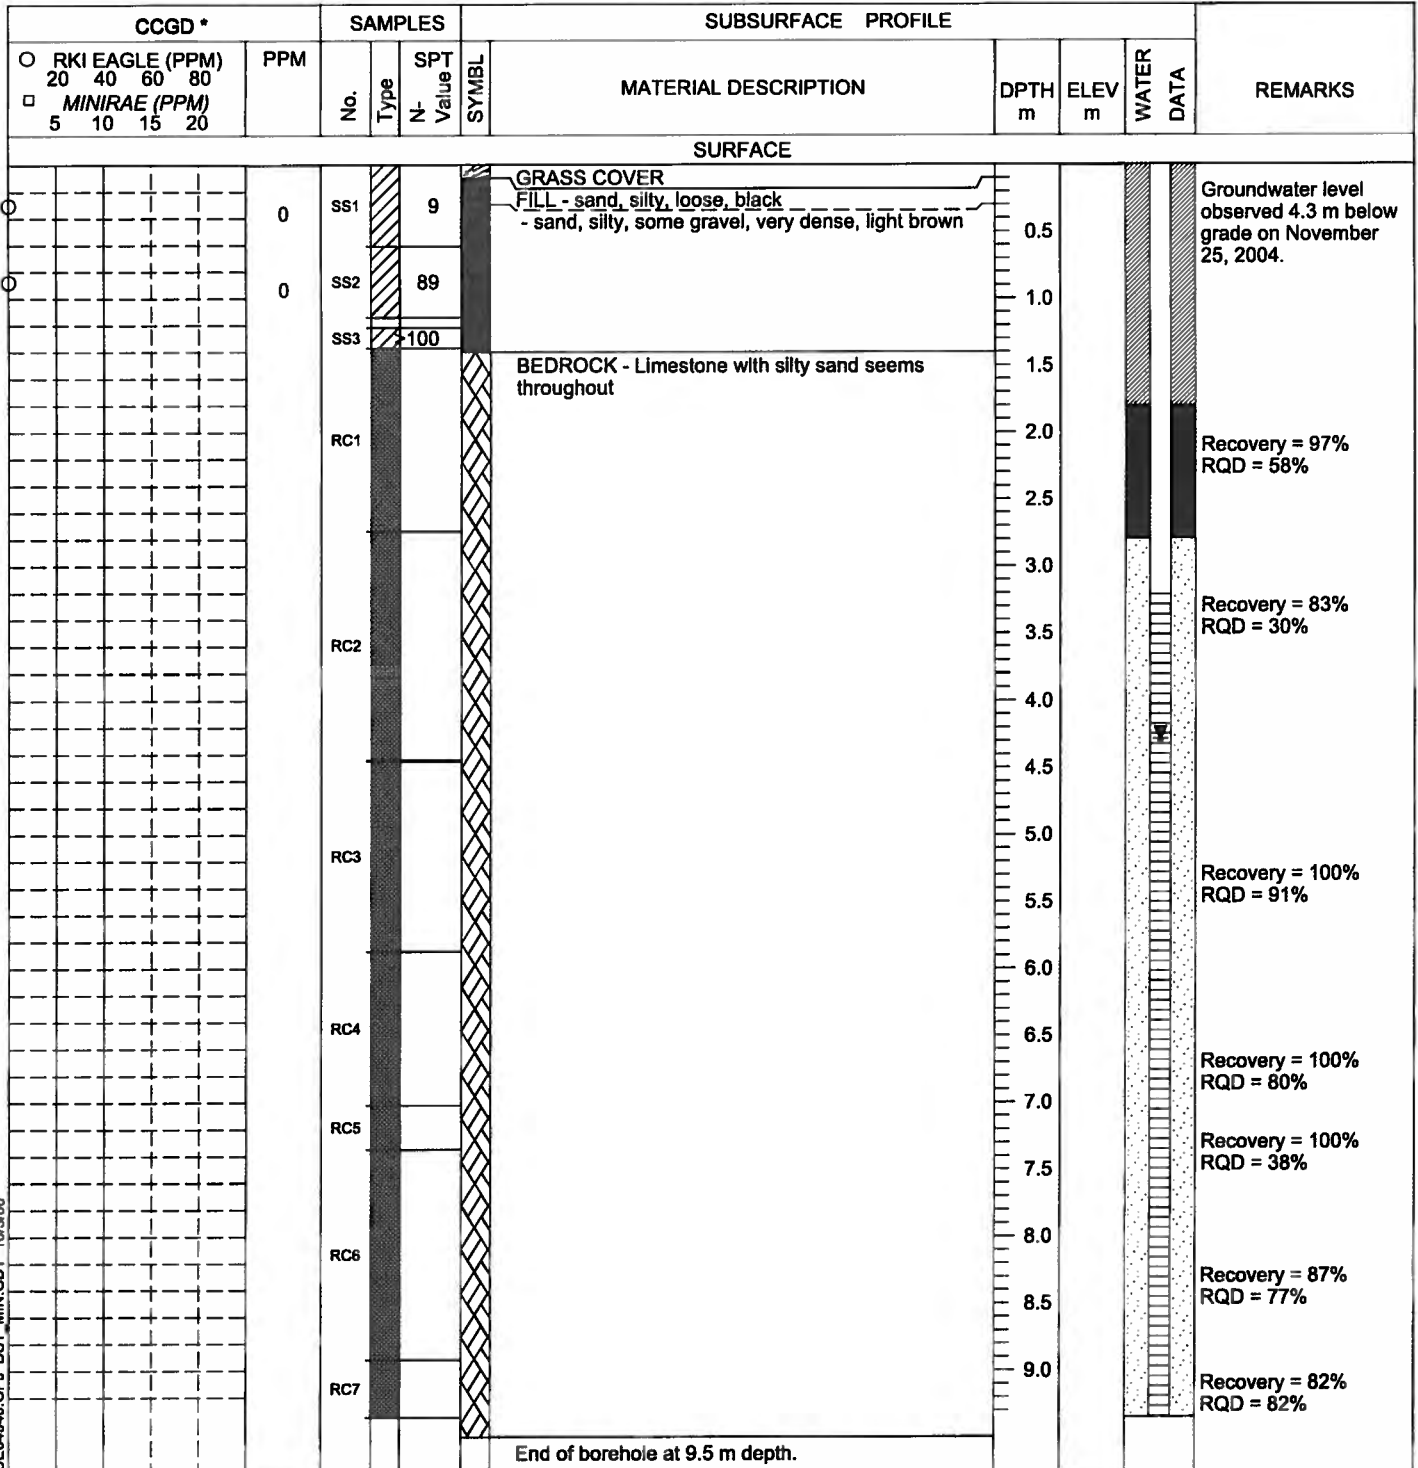 CCGD *
SAMPLES
SUBSURFACE PROFILE
RKI EAGLE (PPM)
20 40 60 80
MINIRAE (PPM)
5 10 15 20
PPM
No.
Type
SPT
N-
Value
SYMBL
MATERIAL DESCRIPTION
DPTH
m
ELEV
m
WATER
DATA
REMARKS
SURFACE
GRASS COVER
FILL - sand, silty, loose, black
- sand, silty, some gravel, very dense, light brown
0 SS1 9
0 SS2 89
SS3 >100
BEDROCK - Limestone with silty sand seems
throughout
RC1
RC2
RC3
RC4
RC5
RC6
RC7
End of borehole at 9.5 m depth.
0.5
1.0
1.5
2.0
2.5
3.0
3.5
4.0
4.5
5.0
5.5
6.0
6.5
7.0
7.5
8.0
8.5
9.0
Groundwater level
observed 4.3 m below
grade on November
25, 2004.
Recovery = 97%
RQD = 58%
Recovery = 83%
RQD = 30%
Recovery = 100%
RQD = 91%
Recovery = 100%
RQD = 80%
Recovery = 100%
RQD = 38%
Recovery = 87%
RQD = 77%
Recovery = 82%
RQD = 82%